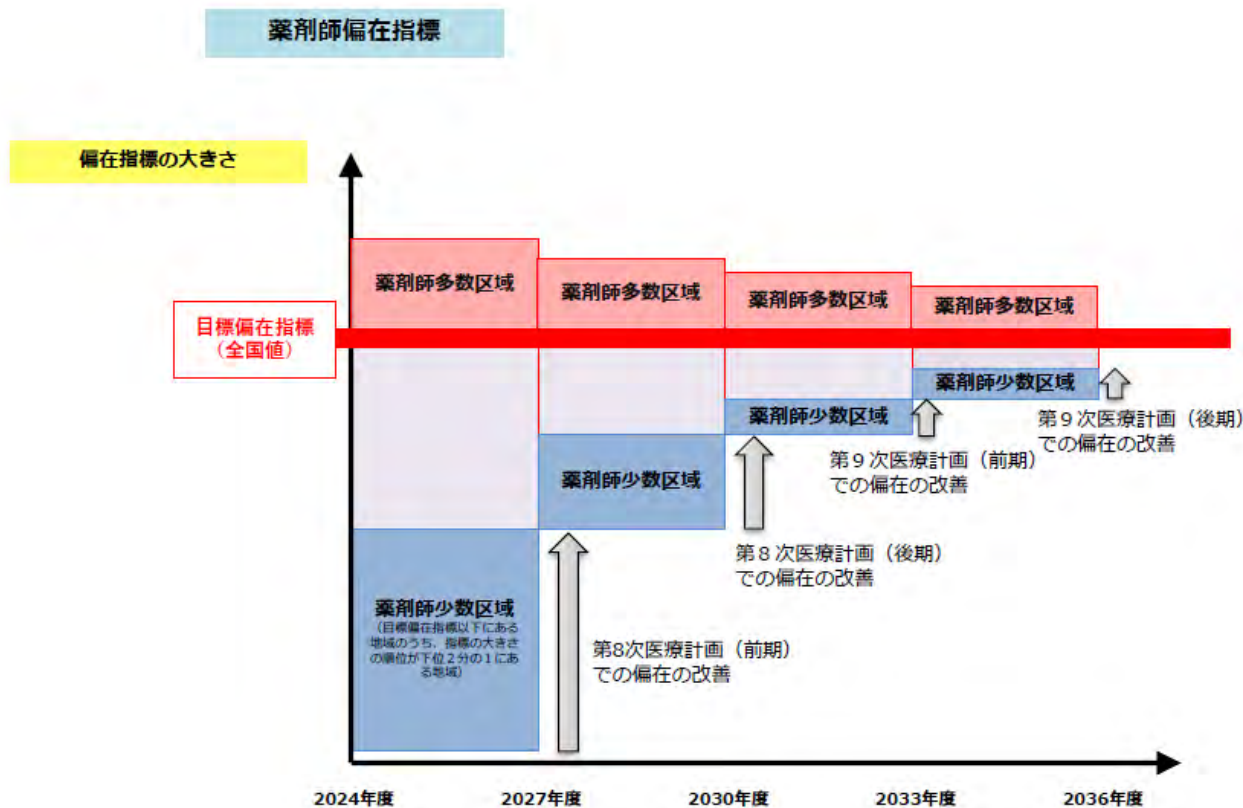 薬剤師偏在指標
偏在指標の大きさ
目標偏在指標
（全国値）
薬剤師多数区域
薬剤師多数区域
薬剤師多数区域
薬剤師多数区域
薬剤師少数区域
（目標偏在指標以下にある
地域のうち、指標の大きさ
の順位が下位２分の１にあ
る地域）
薬剤師少数区域
薬剤師少数区域
薬剤師少数区域
第8次医療計画（前期）
での偏在の改善
第８次医療計画（後期）
での偏在の改善
第９次医療計画（前期）
での偏在の改善
第９次医療計画（後期）
での偏在の改善
2024年度
2027年度
2030年度
2033年度
2036年度